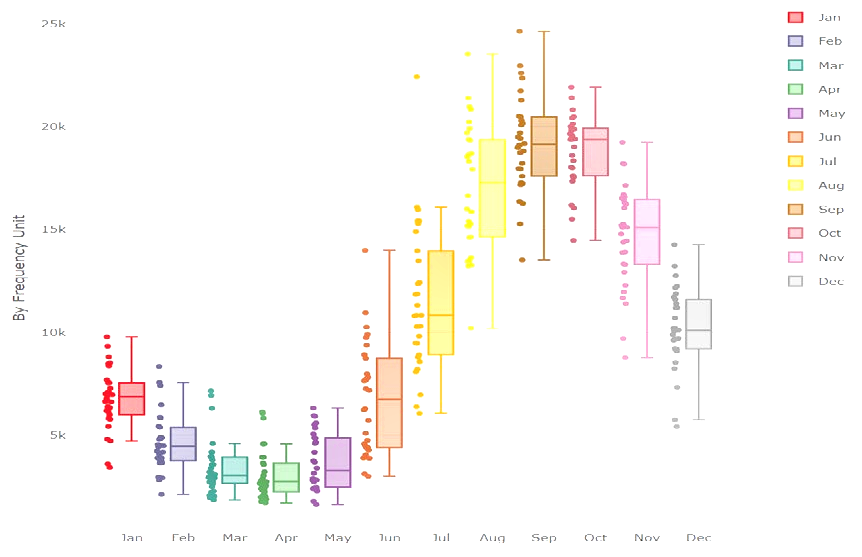 25k
20k
15k
10k
5k
By Frequency Unit
Jan
Feb
Mar
Apr
May
Jun
Jul
Aug
Sep
Oct
Nov
Dec
Jan
Feb
Mar
Apr
May
Jun
Jul
Aug
Sep
Oct
Nov
Dec